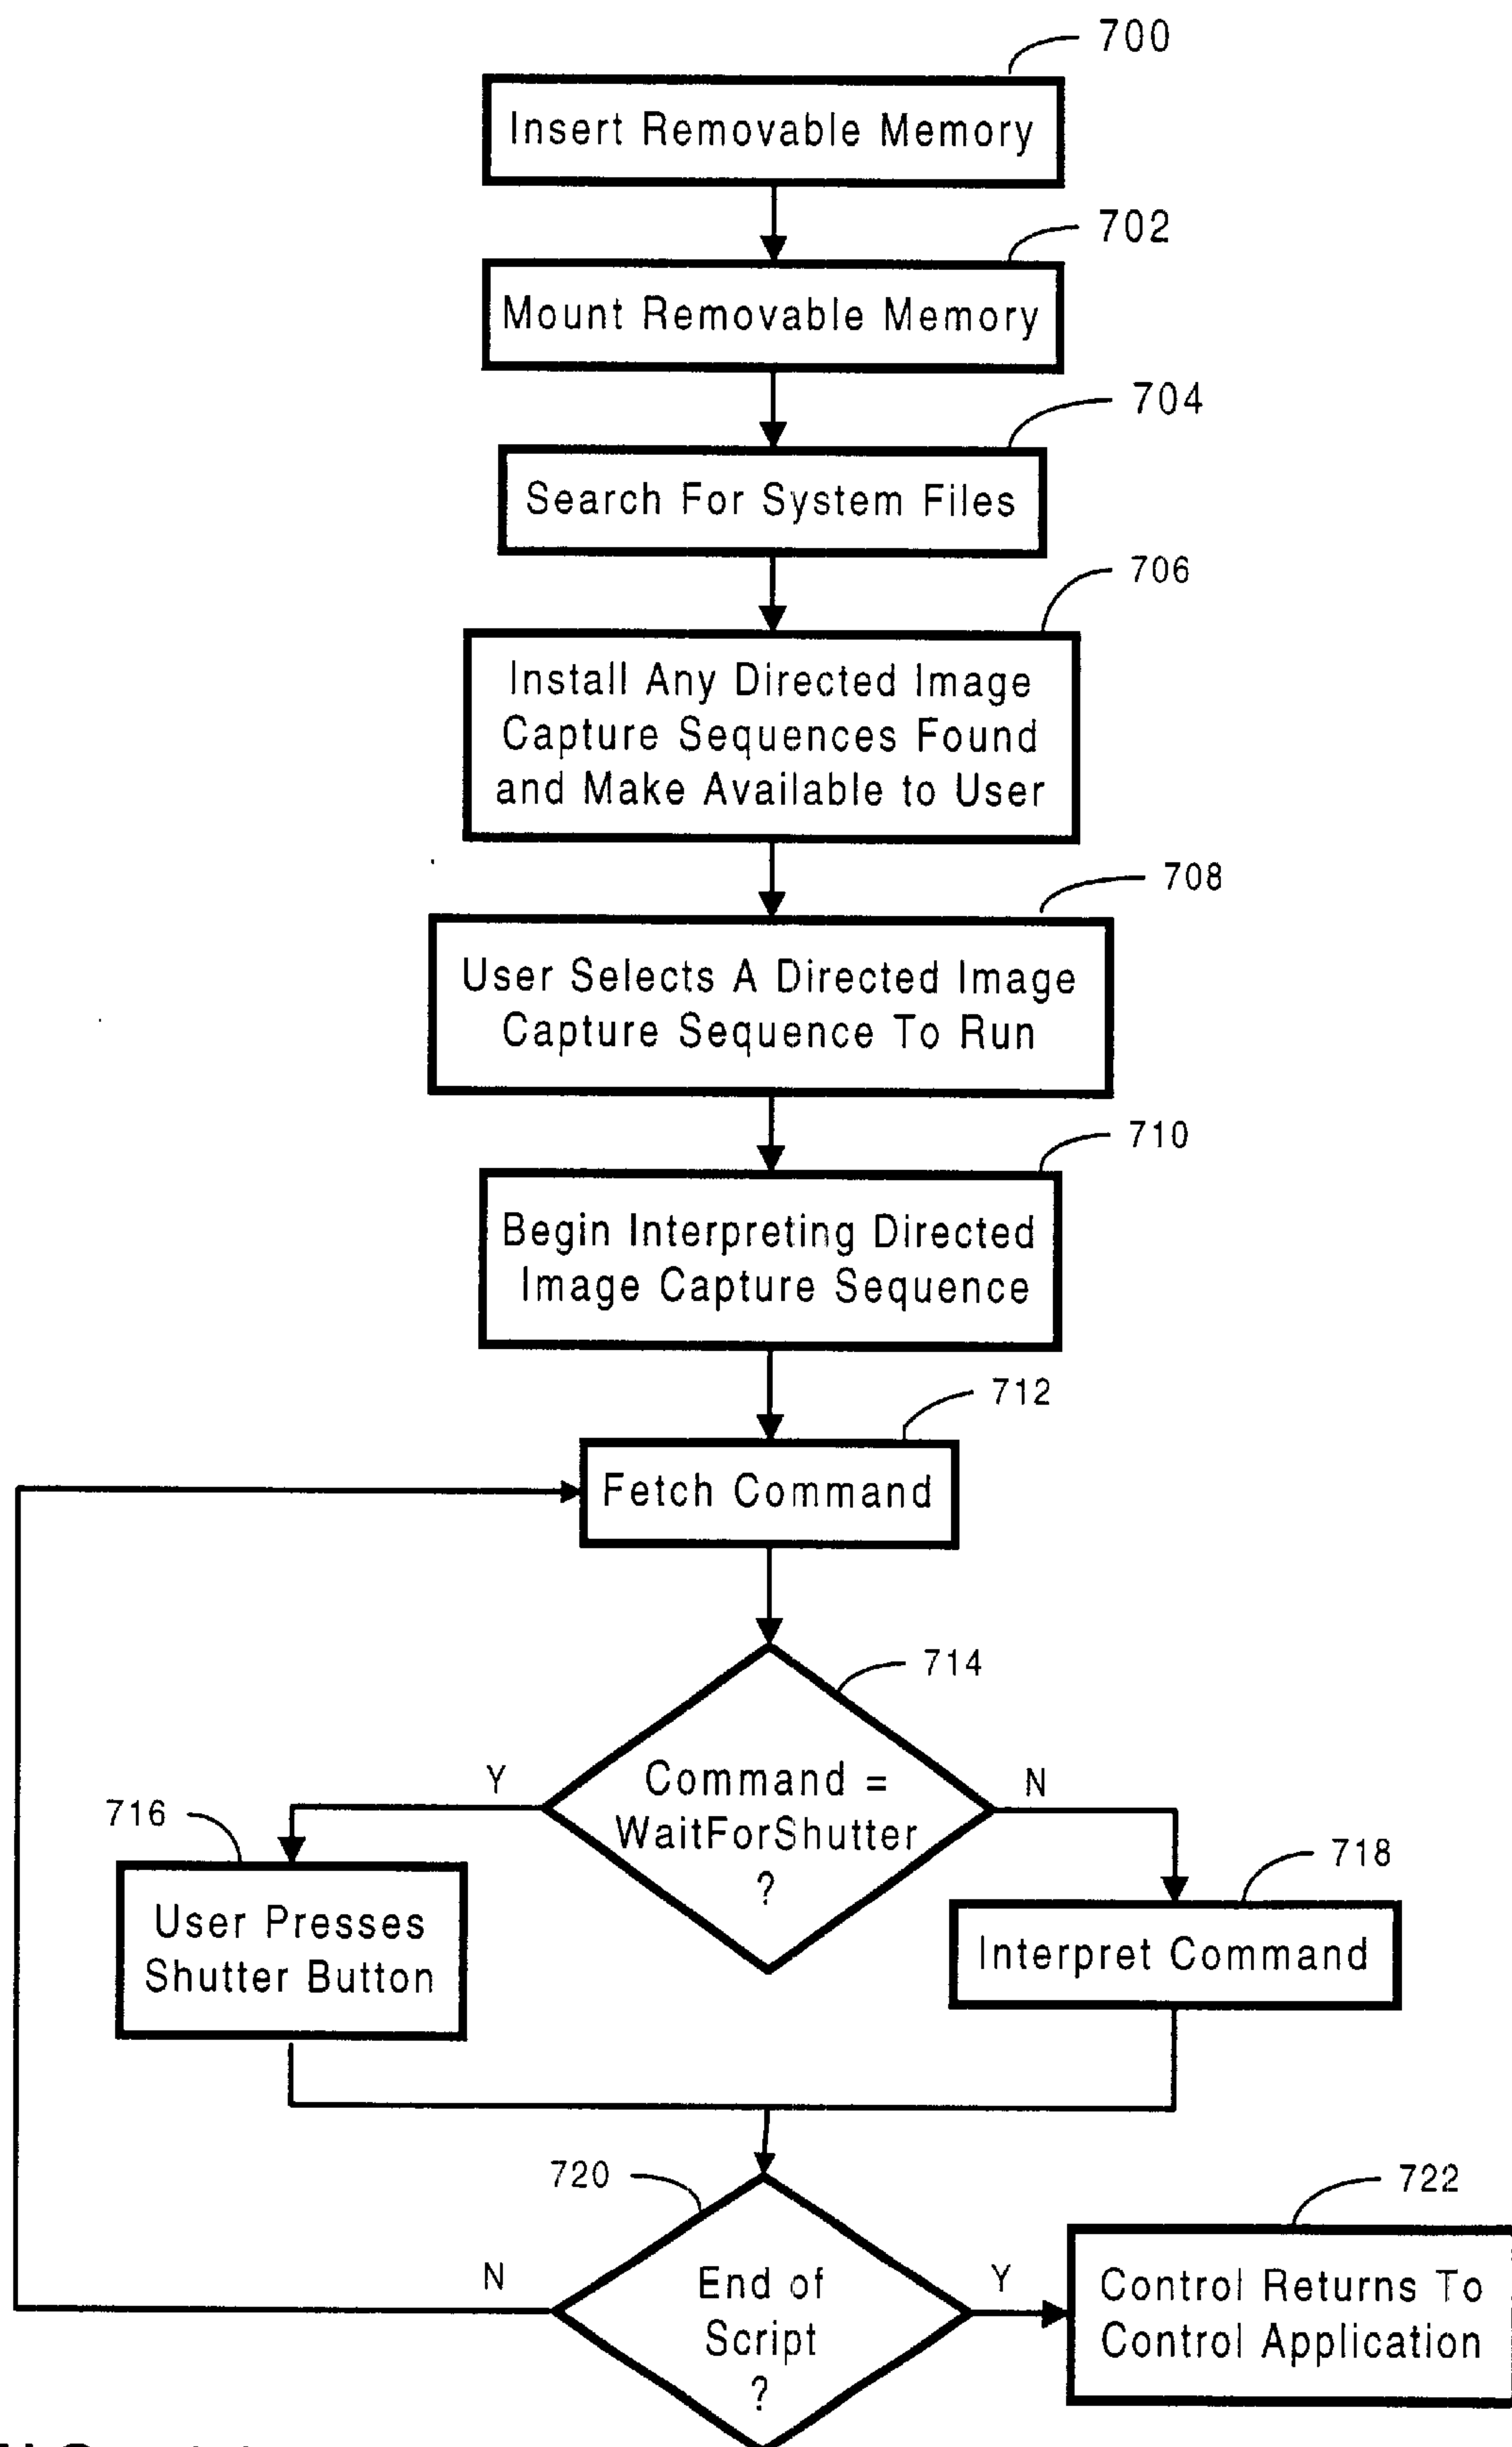 700
Insert Removable Memory
702
Mount Removable Memory
704
Search For System Files
706
Install Any Directed Image
Capture Sequences Found
and Make Available to User
708
User Selects A Directed Image
Capture Sequence To Run
710
Begin Interpreting Directed
Image Capture Sequence
712
Fetch Command
714
Command =
WaitForShutter
?
Y
N
716
User Presses
Shutter Button
718
Interpret Command
720
End of
Script
?
N
Y
722
Control Returns To
Control Application